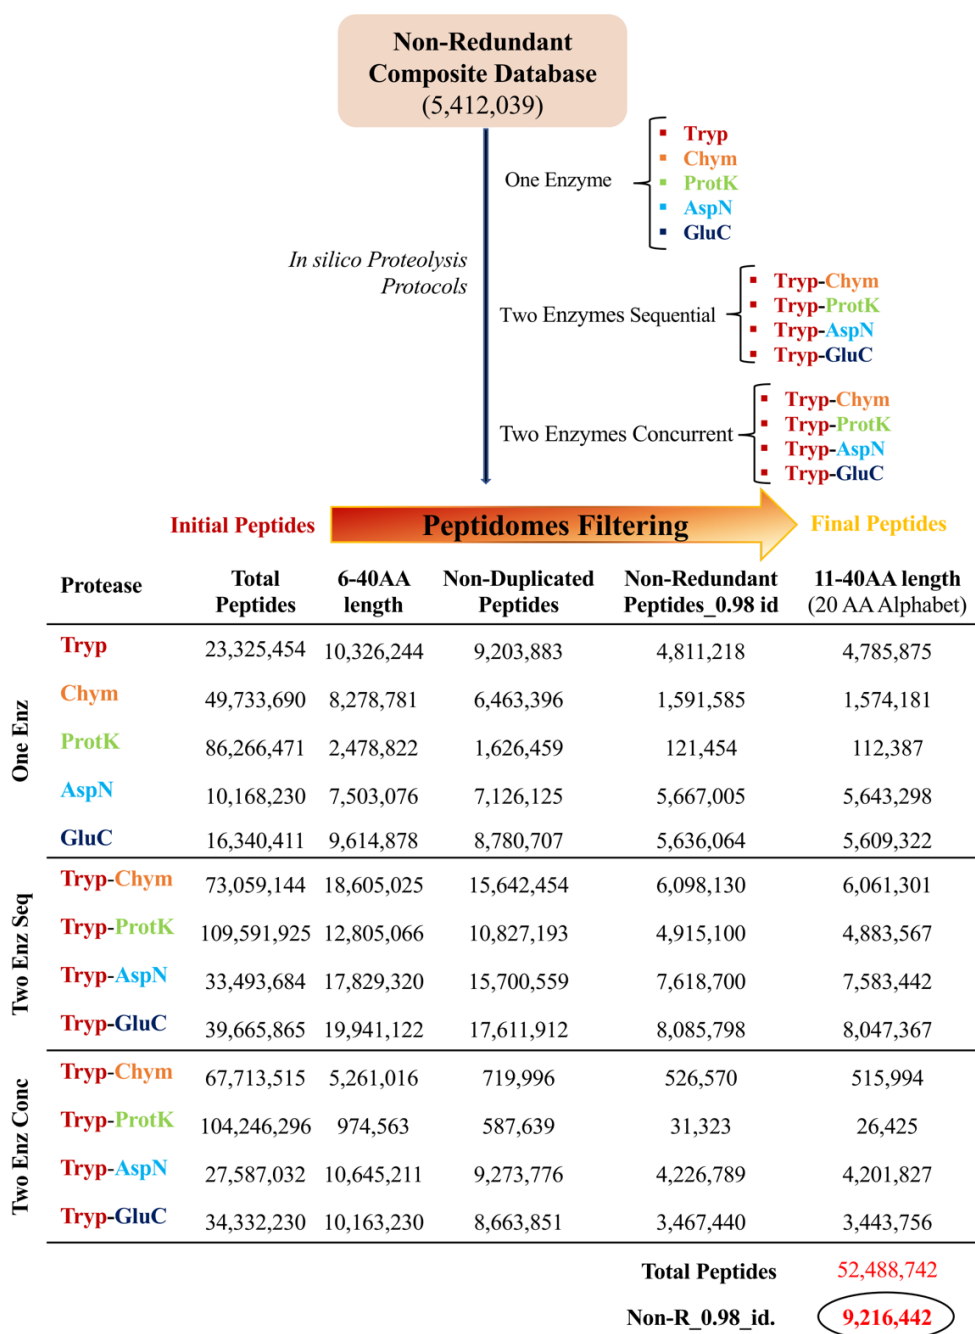 Non-Redundant
Composite Database
(5,412,039)
One Enzyme
Tryp
Chym
ProtK
AspN
GluC
In silico Proteolysis
Protocols
Two Enzymes Sequential
Tryp-Chym
Tryp-ProtK
Tryp-AspN
Tryp-GluC
Two Enzymes Concurrent
Tryp-Chym
Tryp-ProtK
Tryp-AspN
Tryp-GluC
Initial Peptides Peptidomes Filtering Final Peptides
Protease Total Peptides 6-40AA length Non-Duplicated Peptides Non-Redundant Peptides_0.98 id 11-40AA length (20 AA Alphabet)
One Enz
Tryp 23,325,454 10,326,244 9,203,883 4,811,218 4,785,875
Chym 49,733,690 8,278,781 6,463,396 1,591,585 1,574,181
ProtK 86,266,471 2,478,822 1,626,459 121,454 112,387
AspN 10,168,230 7,503,076 7,126,125 5,667,005 5,643,298
GluC 16,340,411 9,614,878 8,780,707 5,636,064 5,609,322
Two Enz Seq
Tryp-Chym 73,059,144 18,605,025 15,642,454 6,098,130 6,061,301
Tryp-ProtK 109,591,925 12,805,066 10,827,193 4,915,100 4,883,567
Tryp-AspN 33,493,684 17,829,320 15,700,559 7,618,700 7,583,442
Tryp-GluC 39,665,865 19,941,122 17,611,912 8,085,798 8,047,367
Two Enz Conc
Tryp-Chym 67,713,515 5,261,016 719,996 526,570 515,994
Tryp-ProtK 104,246,296 974,563 587,639 31,323 26,425
Tryp-AspN 27,587,032 10,645,211 9,273,776 4,226,789 4,201,827
Tryp-GluC 34,332,230 10,163,230 8,663,851 3,467,440 3,443,756
Total Peptides 52,488,742
Non-R_0.98_id. 9,216,442